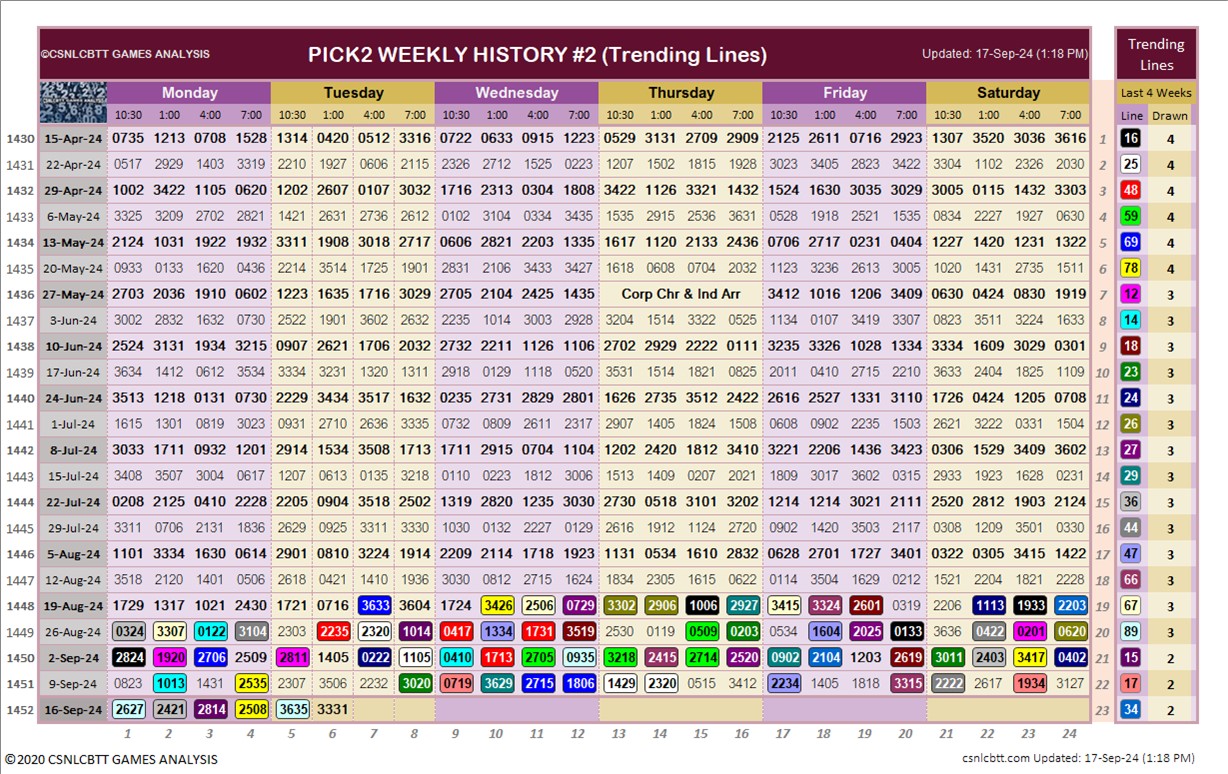 ©CSNLCBTT GAMES ANALYSIS PICK2 WEEKLY HISTORY #2 (Trending Lines) Updated: 17-Sep-24 (1:18 PM) Trending Lines
Monday Tuesday Wednesday Thursday Friday Saturday Last 4 Weeks
10:30 1:00 4:00 7:00 10:30 1:00 4:00 7:00 10:30 1:00 4:00 7:00 10:30 1:00 4:00 7:00 10:30 1:00 4:00 7:00 10:30 1:00 4:00 7:00 Line Drawn
1430 15-Apr-24 0735 1213 0708 1528 1314 0420 0512 3316 0722 0633 0915 1223 0529 3131 2709 2909 2125 2611 0716 2923 1307 3520 3036 3616 1 16 4
1431 22-Apr-24 0517 2929 1403 3319 2210 1927 0606 2115 2326 2712 1525 0223 1207 1502 1815 1928 3023 3405 2223 3422 3304 1102 2326 2030 2 25 4
1432 29-Apr-24 1002 3422 1105 0620 1202 2607 0107 3032 1716 2313 0304 1808 3422 1126 3321 1432 1524 1630 3035 3029 3005 0115 1432 3303 3 48 4
1433 6-May-24 3325 3209 2702 2821 1421 2631 2736 2612 0102 3104 0334 3435 1535 2915 2536 3631 0528 1918 2521 1535 0834 2227 1927 0630 4 59 4
1434 13-May-24 2124 1031 1922 1932 3311 1908 3018 2717 0606 2821 2203 1335 1617 1120 2133 2436 0706 2717 0231 0404 1227 1420 1231 1322 5 69 4
1435 20-May-24 0933 0133 1620 0436 2214 3514 1725 1901 2831 2106 3433 3427 1618 0608 0704 2032 1123 3236 2613 3005 1020 1431 2735 1511 6 78 4
1436 27-May-24 2703 2036 1910 0602 1223 1635 1716 3029 2705 2104 2425 1435 Corp Chr & Ind Arr 3412 1016 1206 3409 0630 0424 0830 1919 7 12 3
1437 3-Jun-24 3002 2832 1632 0730 2522 1901 3602 2632 2235 1014 3003 2928 3204 1514 3322 0525 1134 0107 3419 3307 0823 3511 3224 1633 8 14 3
1438 10-Jun-24 2524 3131 1934 3215 0907 2621 1706 2032 2732 2211 1126 1106 2702 2929 2222 0111 3235 3326 1028 1334 3334 1609 3029 0301 9 18 3
1439 17-Jun-24 3634 1412 0612 3534 3334 3231 1320 1311 2918 0129 1118 0520 3531 1514 1821 0825 2011 0410 2715 2210 3633 2404 1825 1109 10 23 3
1440 24-Jun-24 3513 1218 0131 0730 2229 3434 3517 1632 0235 2731 2829 2801 1626 2735 3512 2422 2616 2527 1331 3110 1726 0424 1205 0708 11 24 3
1441 1-Jul-24 1615 1301 0819 3023 0931 2710 2636 3335 0732 0809 2611 2317 2907 1405 1824 1508 0608 0902 2235 1503 2621 3222 0331 1504 12 26 3
1442 8-Jul-24 3033 1711 0932 1201 2914 1534 3508 1713 1711 2915 0704 1104 1202 2420 1812 3410 3221 2206 1436 3423 0306 1529 3409 3602 13 27 3
1443 15-Jul-24 3408 3507 3004 0617 1207 0613 0135 3213 0110 0223 1812 3006 1513 1409 0207 2021 1809 3017 3602 0315 2933 1923 1628 0231 14 29 3
1444 22-Jul-24 0208 2125 0410 2228 2205 0904 3518 2502 1319 2820 1235 3030 2730 0518 3101 3202 1214 1214 3021 2111 2520 2812 1903 2124 15 36 3
1445 29-Jul-24 3311 0706 2131 1836 2629 0925 3311 3330 1030 0132 2227 0129 2616 1912 1124 2720 0902 1420 3503 2117 0308 1209 3501 0330 16 44 3
1446 5-Aug-24 1101 3334 1630 0614 2901 0810 3224 1914 2209 2114 1718 1923 1131 0534 1610 2832 0628 2701 1727 3401 0322 0305 3415 1422 17 47 3
1447 12-Aug-24 3518 2120 1401 0506 2618 0421 1410 1936 3030 0812 2715 1624 1834 2305 1615 0622 0114 3504 1629 0212 1521 2204 1821 2228 18 66 3
1448 19-Aug-24 1729 1317 1021 2430 1721 0716 3633 3604 1724 3426 2506 0729 3302 2906 1006 2927 3415 3324 2601 0319 2206 1113 1933 2203 19 67 3
1449 26-Aug-24 0324 3307 0122 3104 2303 2235 2320 1014 0417 1334 1731 3519 2530 0119 0509 0203 0534 1604 2025 0133 3636 0422 0201 0620 20 89 3
1450 2-Sep-24 2824 1920 2706 2509 2811 1405 0222 1105 0410 1713 2705 0935 3218 2415 2714 2520 0902 2104 1203 2619 3011 2403 3417 0402 21 15 2
1451 9-Sep-24 0823 1013 1431 2535 2307 3506 2232 3020 0719 3629 2715 1806 1429 2320 0515 3412 2234 1405 1818 3315 2222 2617 1934 3127 22 17 2
1452 16-Sep-24 2627 2421 2814 2508 3635 3331 23 34 2
1 2 3 4 5 6 7 8 9 10 11 12 13 14 15 16 17 18 19 20 21 22 23 24
©2020 CSNLCBTT GAMES ANALYSIS csnlcbtt.com Updated: 17-Sep-24 (1:18 PM)